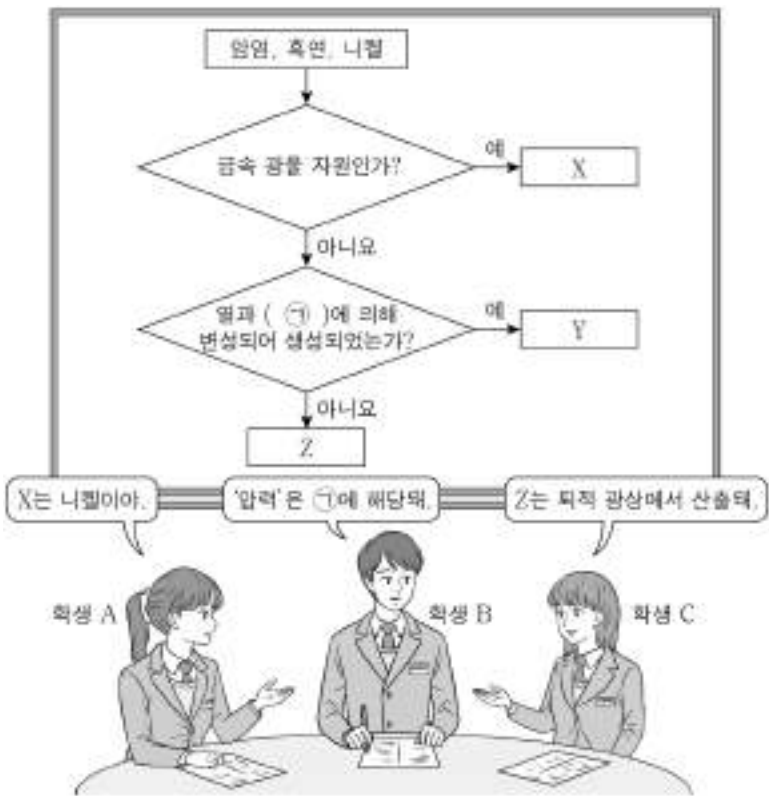 암염, 흑연, 니켈
금속 광물 자원인가?
예
X
아니요
열과 ( ㉠ )에 의해
변성되어 생성되었는가?
예
Y
아니요
Z
X는 니켈이야.
'압력'은 ㉠에 해당돼.
Z는 퇴적 광상에서 산출돼.
학생 A
학생 B
학생 C